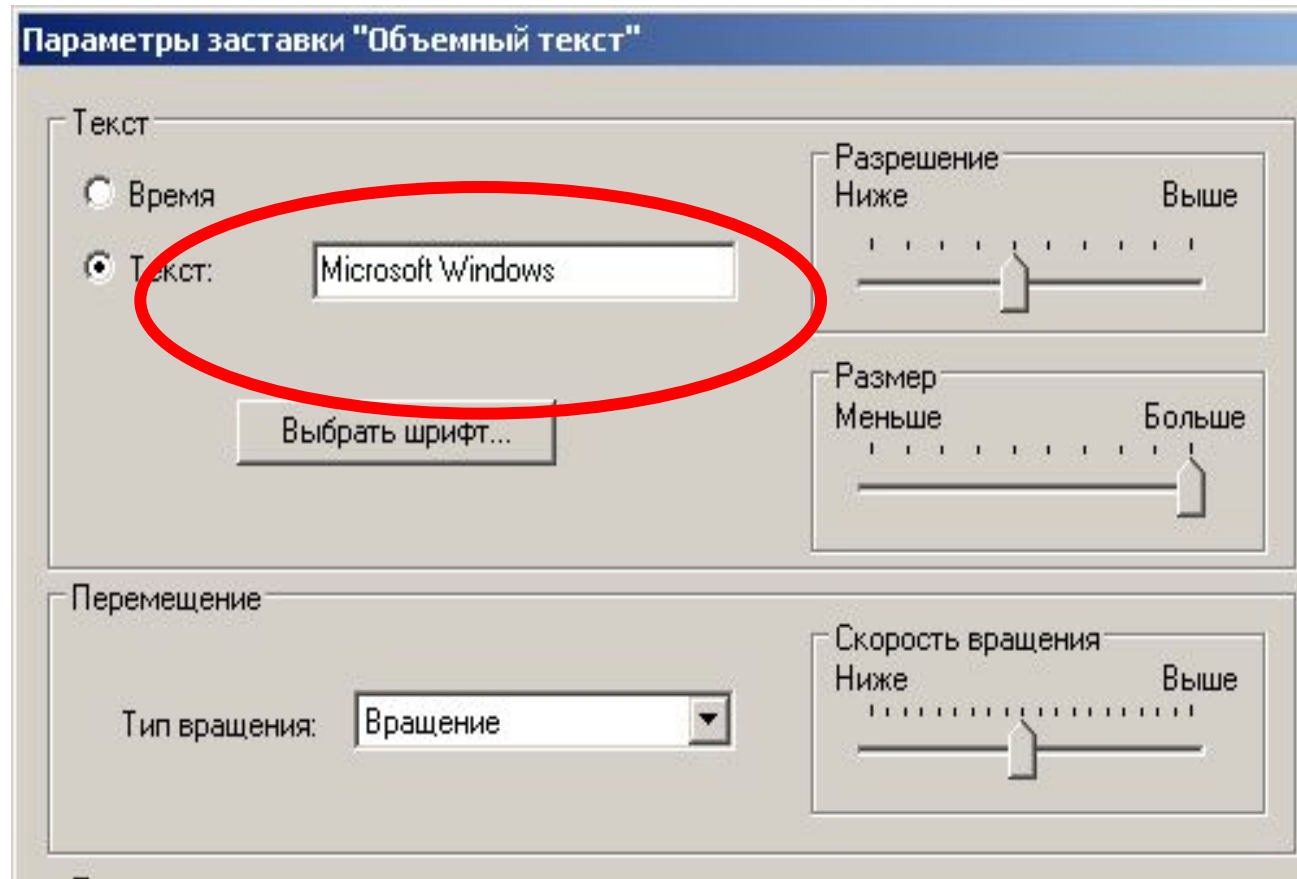 Параметры заставки "Объемный текст"
Текст
Время
Текст:
Microsoft Windows
Выбрать шрифт...
Разрешение
Ниже Выше
Размер
Меньше Больше
Перемещение
Тип вращения:
Вращение
Скорость вращения
Ниже Выше